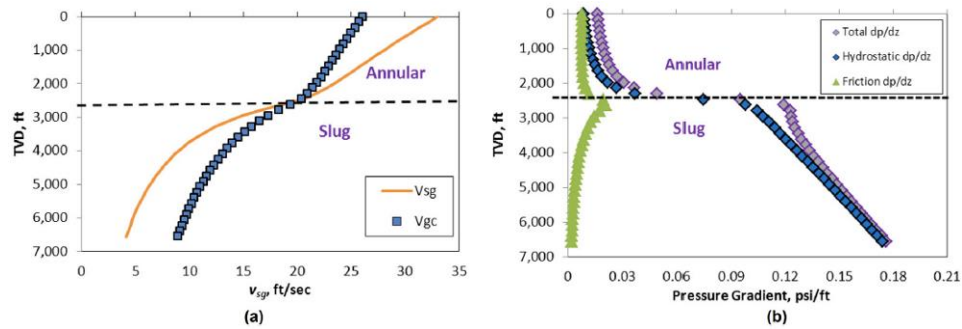 (a)
0
1,000
2,000
3,000
4,000
5,000
6,000
7,000
TVD, ft
Annular
Slug
Vsg
Vgc
0 5 10 15 20 25 30 35
vsg, ft/sec
(a)
(b)
0
1,000
2,000
3,000
4,000
5,000
6,000
7,000
TVD, ft
Annular
Slug
Total dp/dz
Hydrostatic dp/dz
Friction dp/dz
0 0.03 0.06 0.09 0.12 0.15 0.18 0.21
Pressure Gradient, psi/ft
(b)